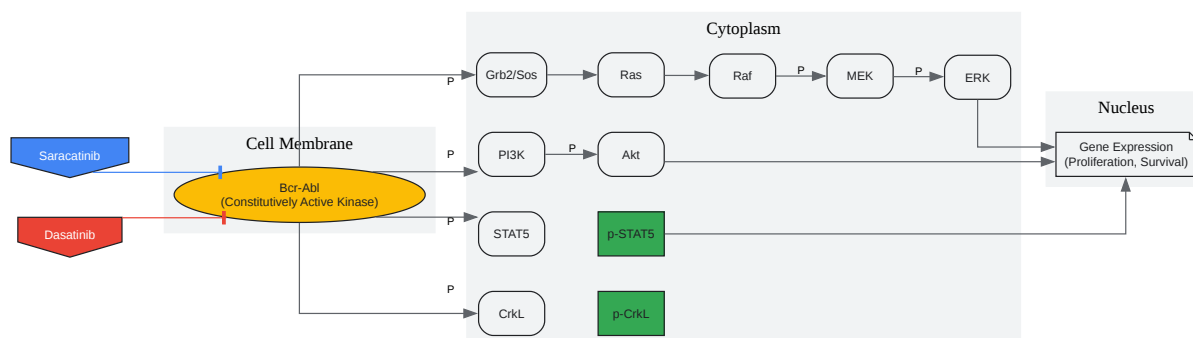 Cytoplasm
Grb2/Sos
Ras
Raf
P
MEK
P
ERK
P
Nucleus
Gene Expression
(Proliferation, Survival)
Cell Membrane
Saracatinib
P
PI3K
P
Akt
Bcr-Abl
(Constitutively Active Kinase)
Dasatinib
P
STAT5
p-STAT5
P
CrkL
p-CrkL